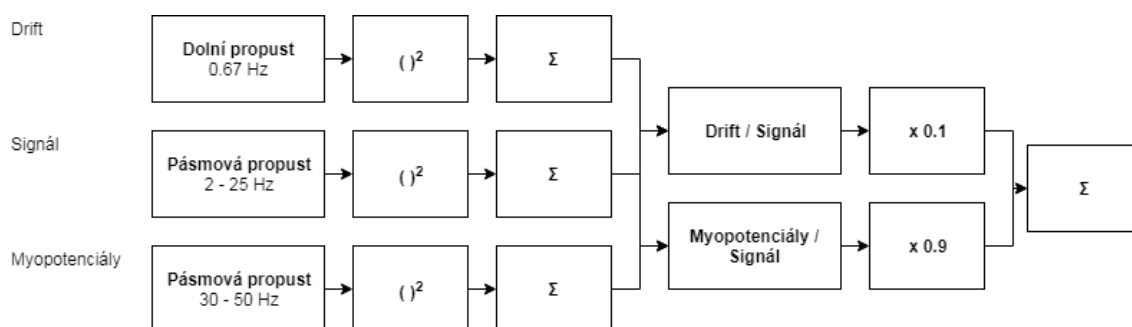 Drift
Dolní propust
0.67 Hz
( )²
Σ
Drift / Signál
x 0.1
Signál
Pásmová propust
2 - 25 Hz
( )²
Σ
Σ
Myopotenciály /
Signál
x 0.9
Myopotenciály
Pásmová propust
30 - 50 Hz
( )²
Σ